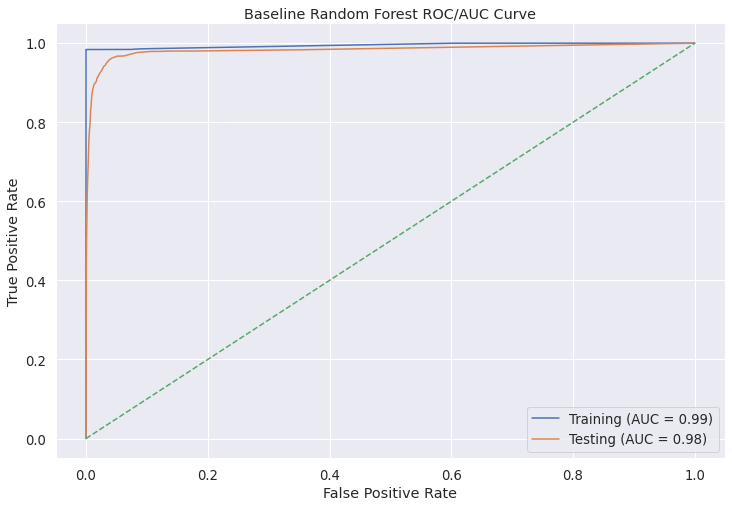 Baseline Random Forest ROC/AUC Curve
True Positive Rate
1.0
0.8
0.6
0.4
0.2
0.0
Training (AUC = 0.99)
Testing (AUC = 0.98)
0.0 0.2 0.4 0.6 0.8 1.0
False Positive Rate